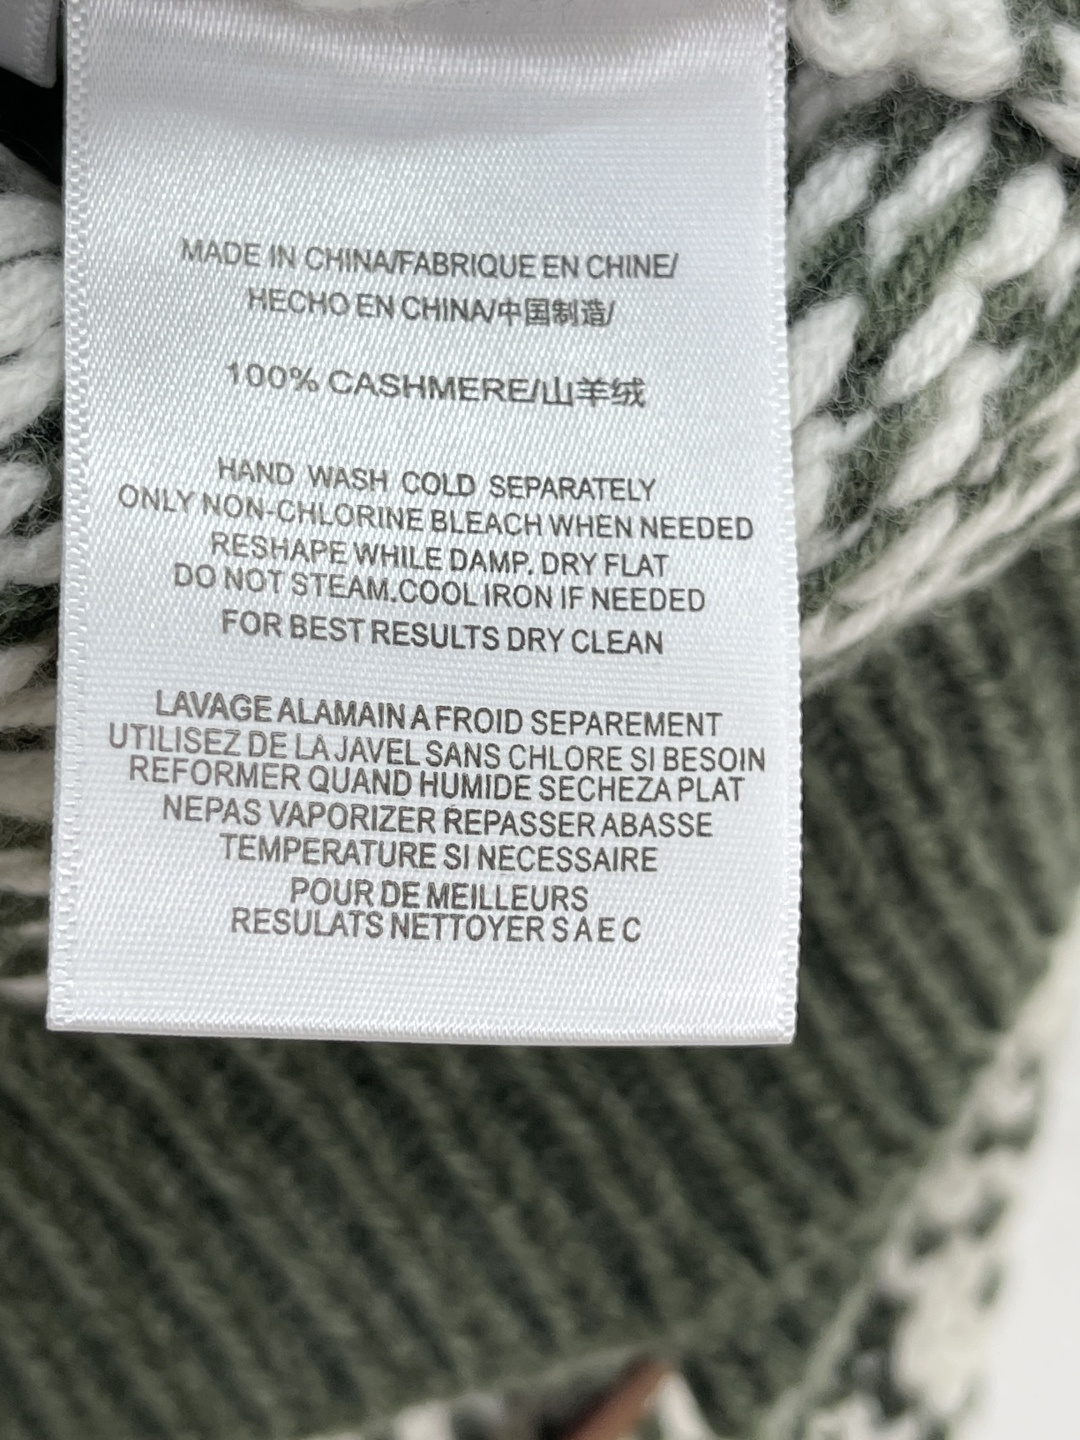 MADE IN CHINA/FABRIQUE EN CHINE/
HECHO EN CHINA/中国制造/
100% CASHMERE/山羊绒
HAND WASH COLD SEPARATELY
ONLY NON-CHLORINE BLEACH WHEN NEEDED
RESHAPE WHILE DAMP. DRY FLAT
DO NOT STEAM.COOL IRON IF NEEDED
FOR BEST RESULTS DRY CLEAN
LAVAGE ALAMAIN A FROID SEPAREMENT
UTILISEZ DE LA JAVEL SANS CHLORE SI BESOIN
REFORMER QUAND HUMIDE SECHEZA PLAT
NEPAS VAPORIZER REPASSER ABASSE
TEMPERATURE SI NECESSAIRE
POUR DE MEILLEURS
RESULATS NETTOYER S A E C